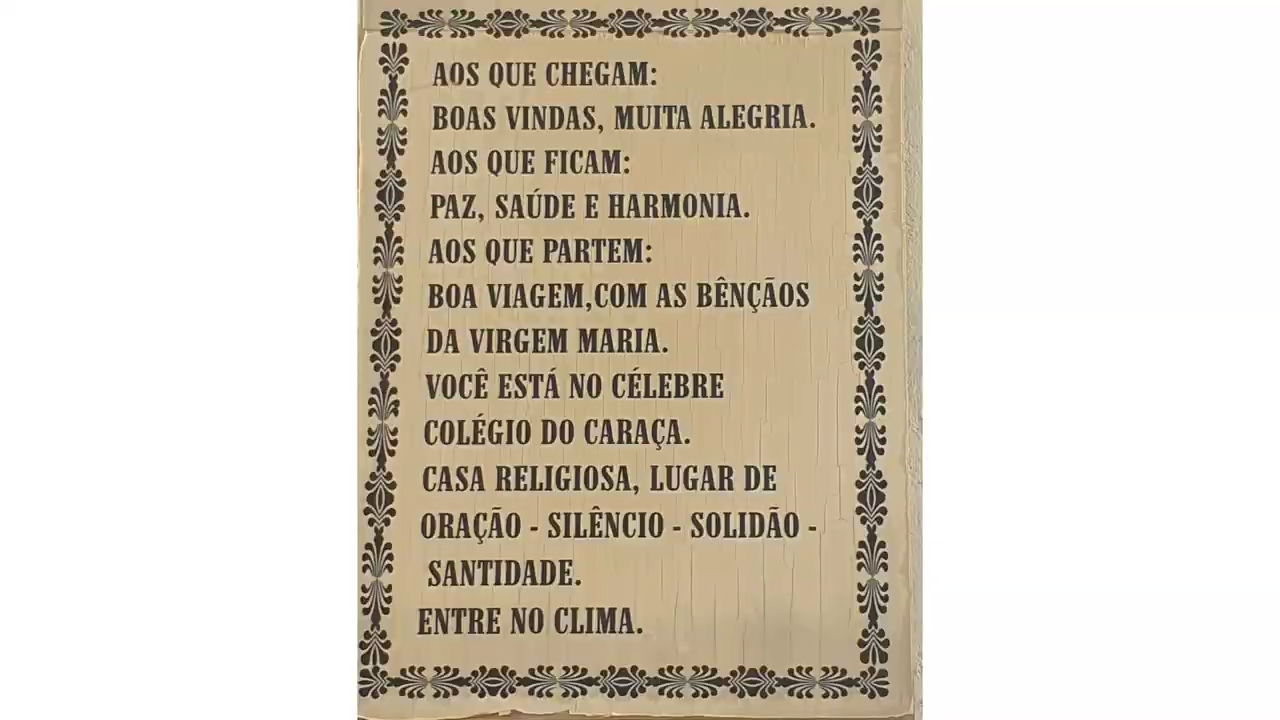 AOS QUE CHEGAM:
BOAS VINDAS, MUITA ALEGRIA.
AOS QUE FICAM:
PAZ, SAÚDE E HARMONIA.
AOS QUE PARTEM:
BOA VIAGEM,COM AS BÊNÇÃOS
DA VIRGEM MARIA.
VOCÊ ESTÁ NO CÉLEBRE
COLÉGIO DO CARAÇA.
CASA RELIGIOSA, LUGAR DE
ORAÇÃO - SILÊNCIO - SOLIDÃO -
SANTIDADE.
ENTRE NO CLIMA.